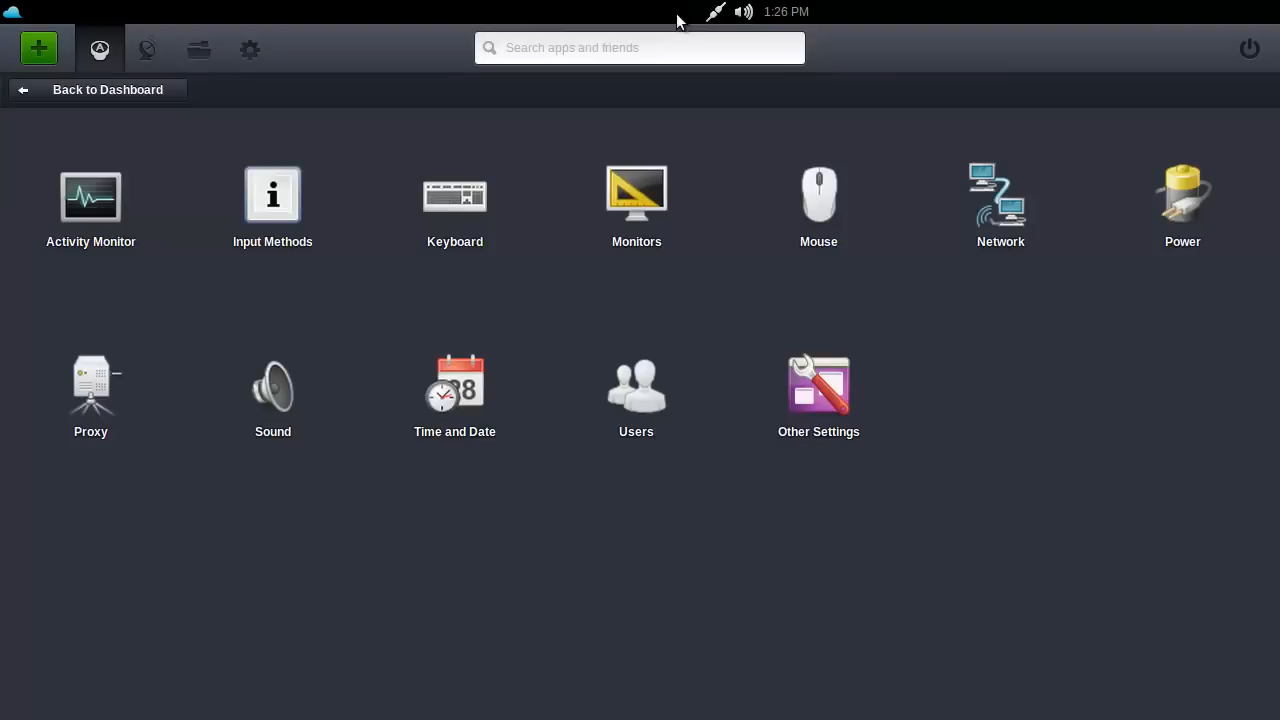 1:26 PM
Search apps and friends
Back to Dashboard
Activity Monitor
Input Methods
Keyboard
Monitors
Mouse
Network
Power
Proxy
Sound
Time and Date
Users
Other Settings